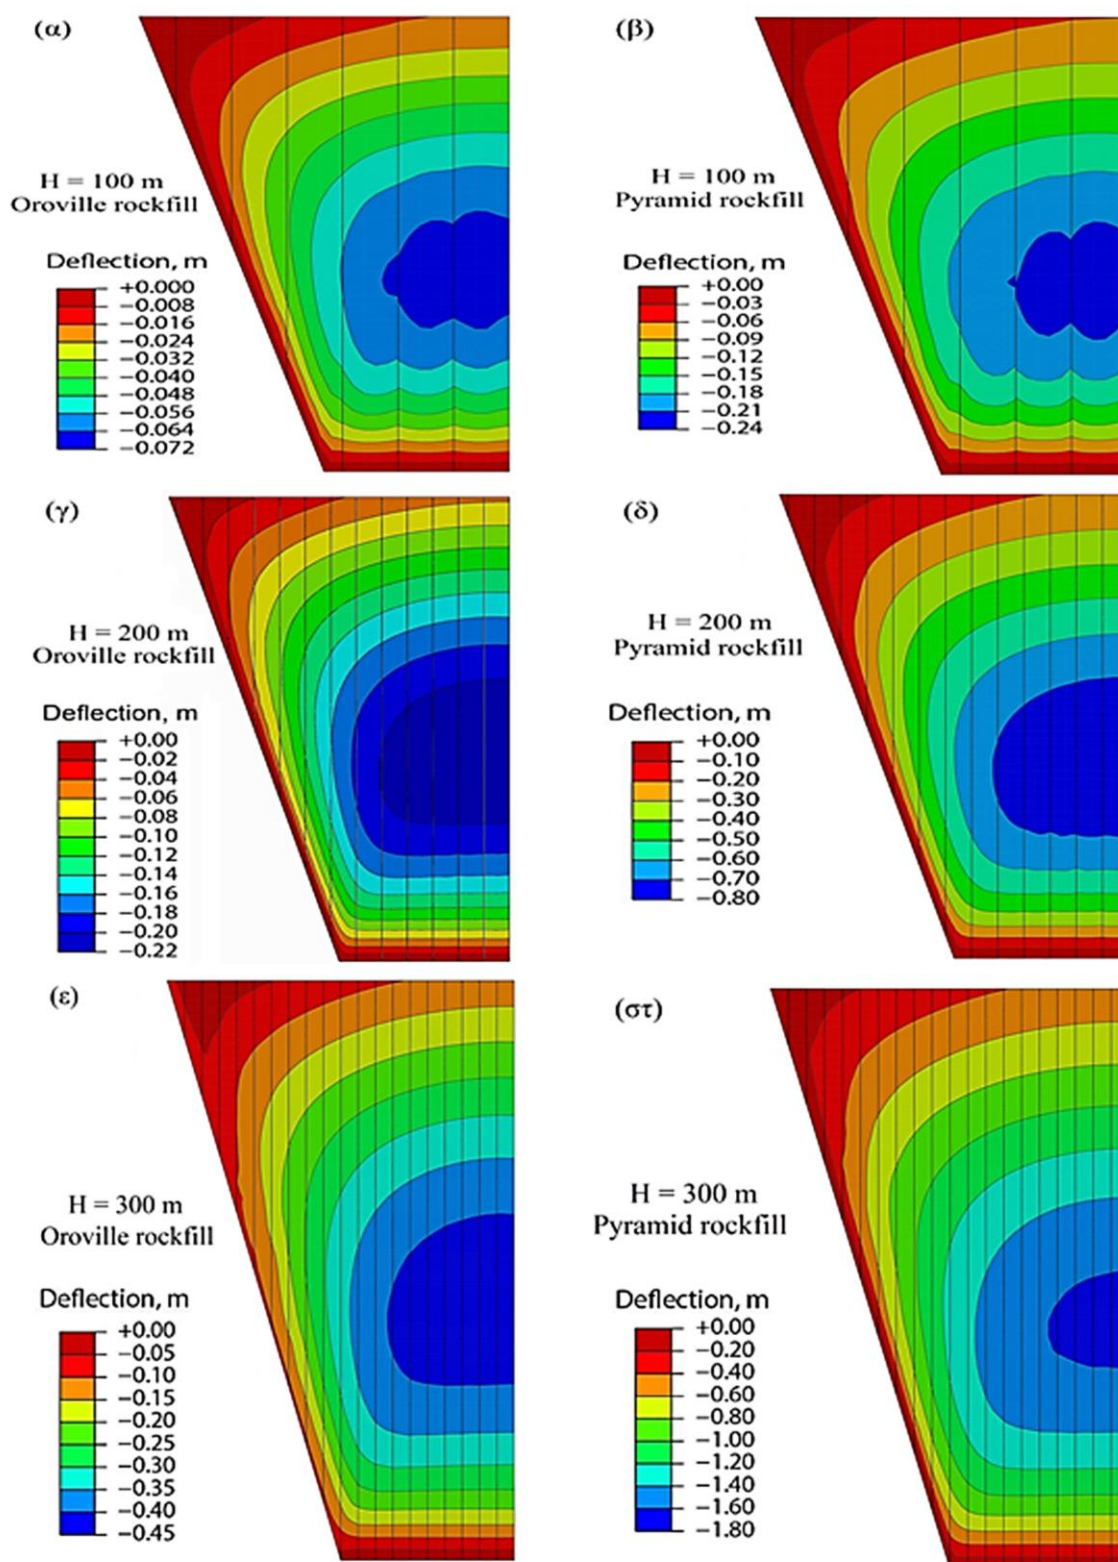 (α)
H = 100 m
Oroville rockfill
Deflection, m
+0.000
−0.008
−0.016
−0.024
−0.032
−0.040
−0.048
−0.056
−0.064
−0.072
(β)
H = 100 m
Pyramid rockfill
Deflection, m
+0.00
−0.03
−0.06
−0.09
−0.12
−0.15
−0.18
−0.21
−0.24
(γ)
H = 200 m
Oroville rockfill
Deflection, m
+0.00
−0.02
−0.04
−0.06
−0.08
−0.10
−0.12
−0.14
−0.16
−0.18
−0.20
−0.22
(δ)
H = 200 m
Pyramid rockfill
Deflection, m
+0.00
−0.10
−0.20
−0.30
−0.40
−0.50
−0.60
−0.70
−0.80
(ε)
H = 300 m
Oroville rockfill
Deflection, m
+0.00
−0.05
−0.10
−0.15
−0.20
−0.25
−0.30
−0.35
−0.40
−0.45
(στ)
H = 300 m
Pyramid rockfill
Deflection, m
+0.00
−0.20
−0.40
−0.60
−0.80
−1.00
−1.20
−1.40
−1.60
−1.80